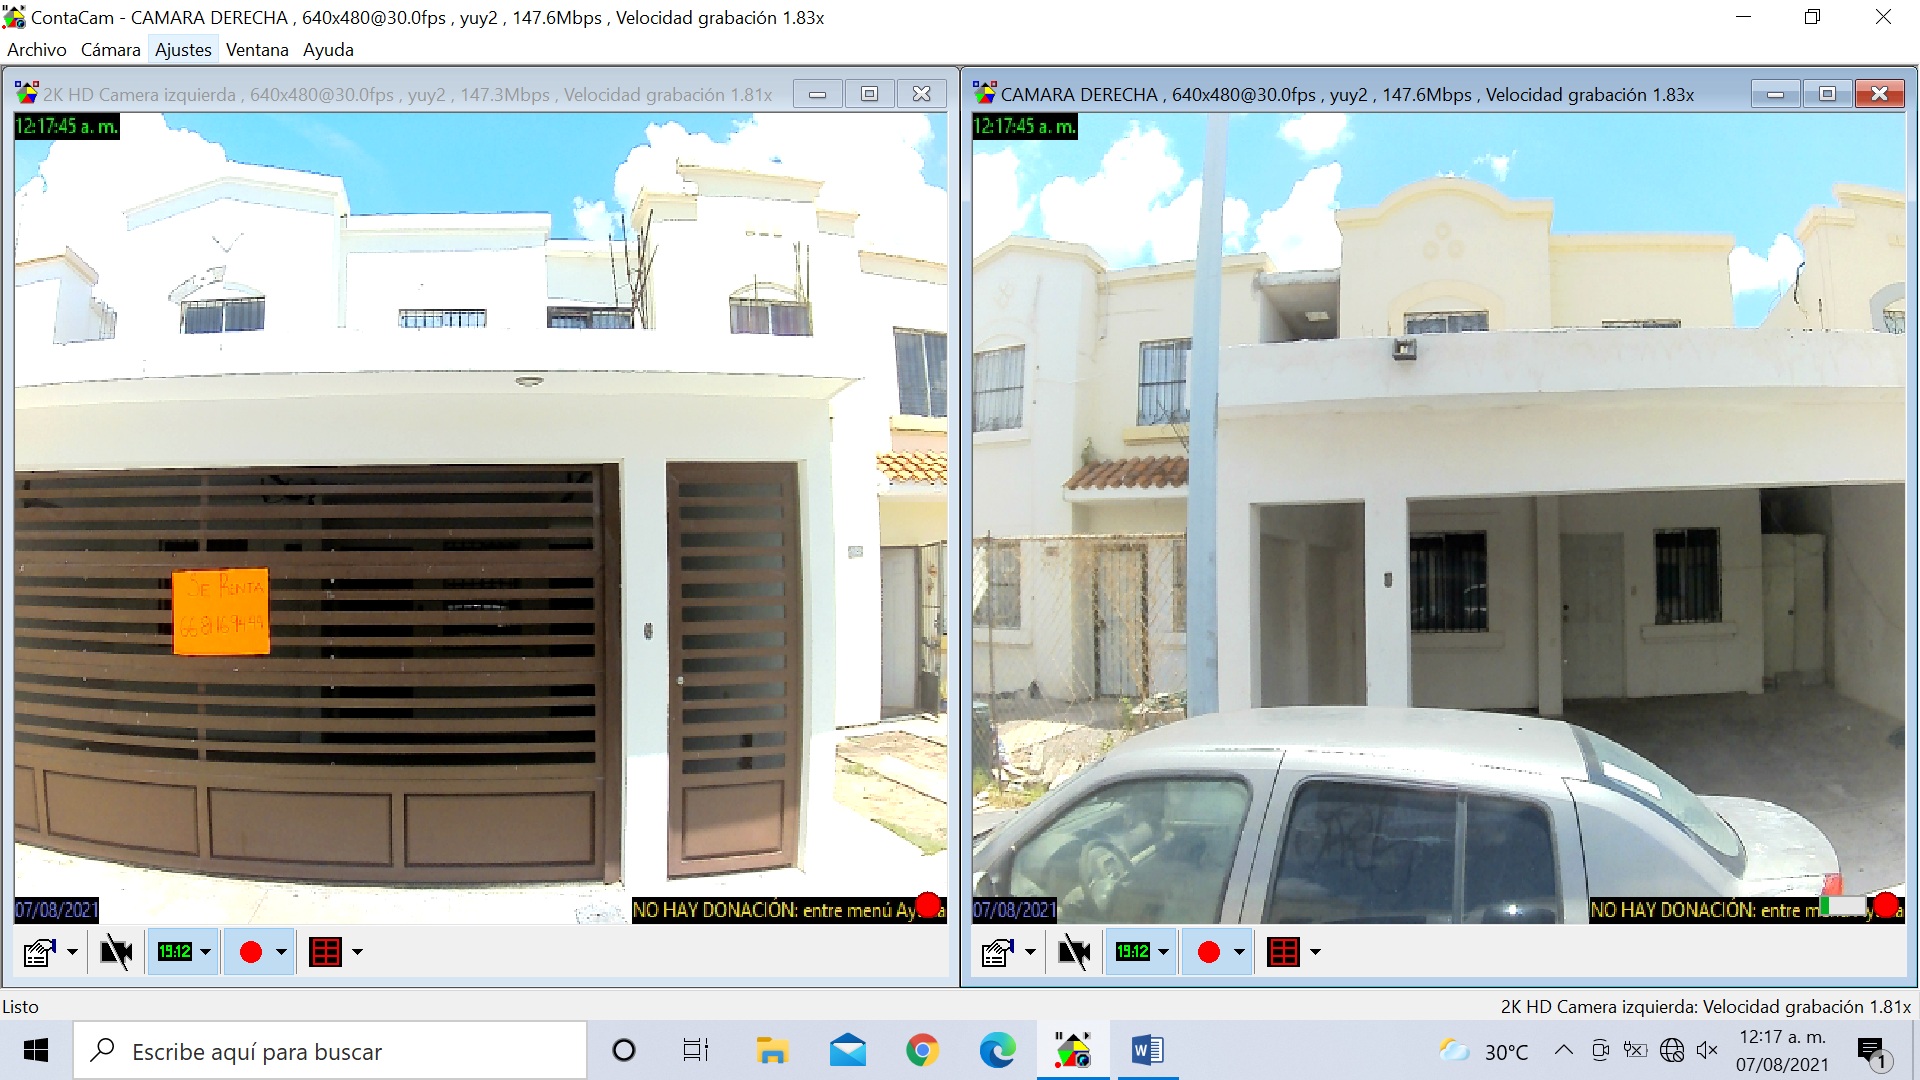 ContaCam - CAMARA DERECHA , 640x480@30.0fps , yuy2 , 147.6Mbps , Velocidad grabación 1.83x
Archivo Cámara Ajustes Ventana Ayuda
2K HD Camera izquierda , 640x480@30.0fps , yuy2 , 147.3Mbps , Velocidad grabación 1.81x
12:17:45 a. m.
SE RENTA
07/08/2021
NO HAY DONACIÓN: entre menú Ay
19:12
CAMARA DERECHA , 640x480@30.0fps , yuy2 , 147.6Mbps , Velocidad grabación 1.83x
12:17:45 a. m.
07/08/2021
NO HAY DONACIÓN: entre
19:12
Listo
2K HD Camera izquierda: Velocidad grabación 1.81x
Escribe aquí para buscar
30°C
12:17 a. m.
07/08/2021
1